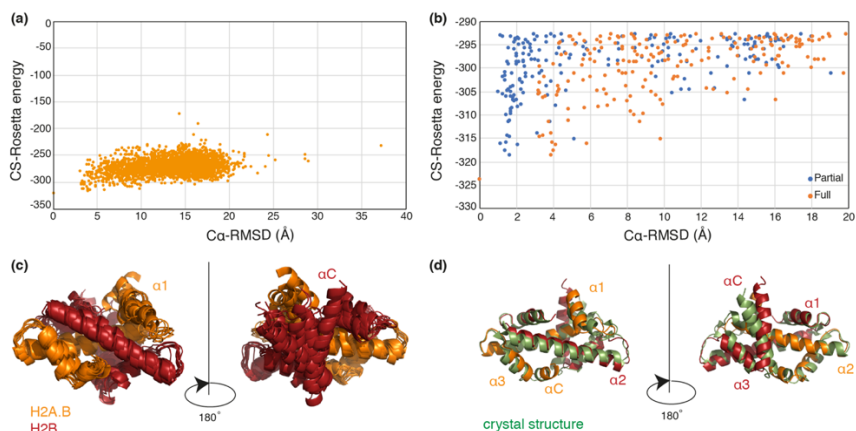 (a)
0
-50
-100
-150
-200
-250
-300
-350
CS-Rosetta energy
0 5 10 15 20 25 30 35 40
Cα-RMSD (Å)
(b)
-290
-295
-300
-305
-310
-315
-320
-325
-330
CS-Rosetta energy
Partial
Full
0 2 4 6 8 10 12 14 16 18 20
Cα-RMSD (Å)
(c)
α1
αC
H2A.B
H2B
180°
(d)
α1
α3
αC
α2
αC
α1
α2
α3
180°
crystal structure